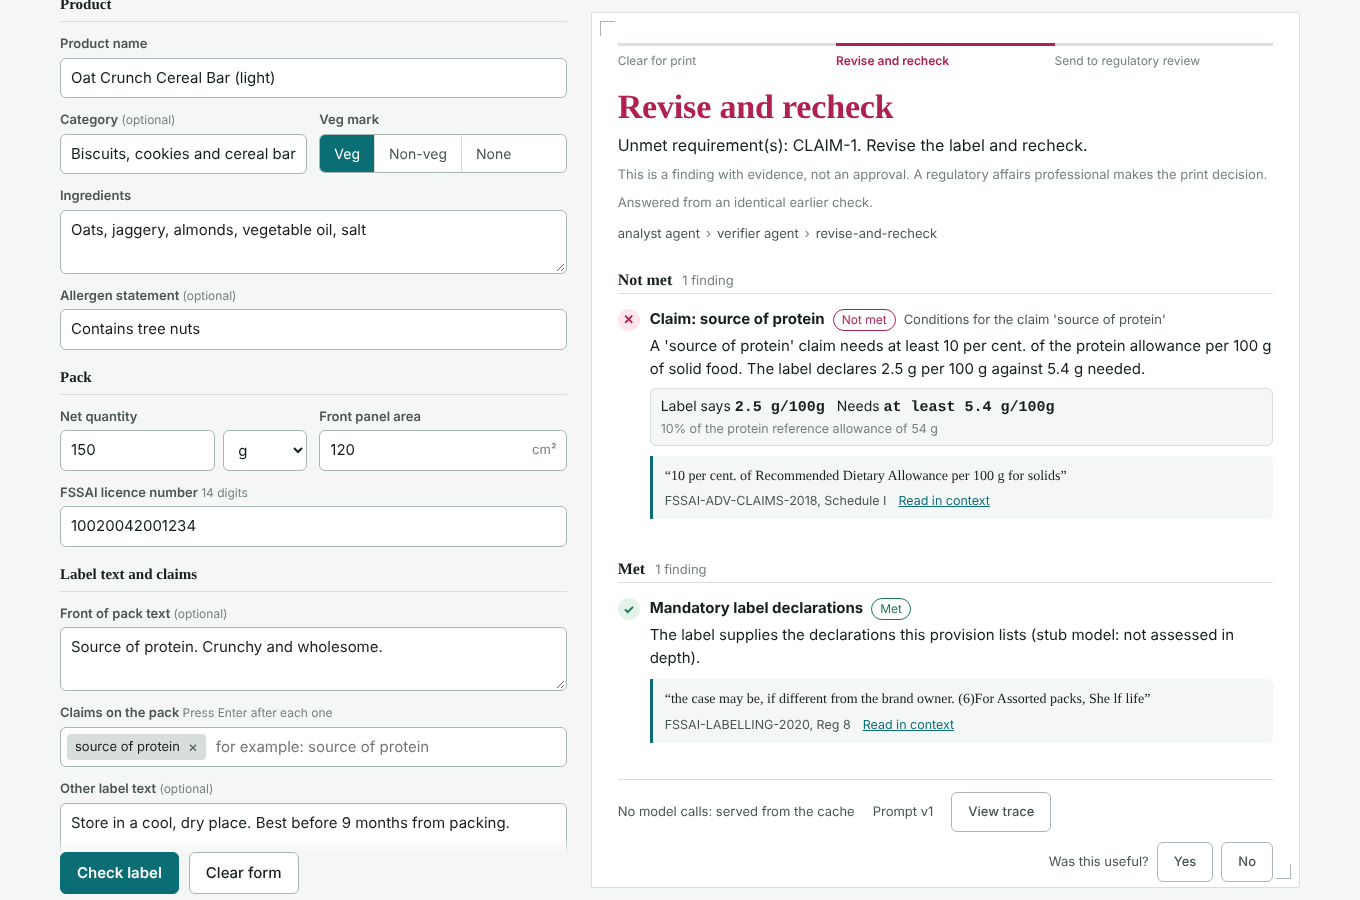 Product
Product name
Oat Crunch Cereal Bar (light)
Category (optional)
Veg mark
Biscuits, cookies and cereal bar
Veg
Non-veg
None
Ingredients
Oats, jaggery, almonds, vegetable oil, salt
Allergen statement (optional)
Contains tree nuts
Pack
Net quantity
Front panel area
150
g
120
cm²
FSSAI licence number 14 digits
10020042001234
Label text and claims
Front of pack text (optional)
Source of protein. Crunchy and wholesome.
Claims on the pack Press Enter after each one
source of protein ×
for example: source of protein
Other label text (optional)
Store in a cool, dry place. Best before 9 months from packing.
Check label
Clear form
Clear for print
Revise and recheck
Send to regulatory review
Revise and recheck
Unmet requirement(s): CLAIM-1. Revise the label and recheck.
This is a finding with evidence, not an approval. A regulatory affairs professional makes the print decision.
Answered from an identical earlier check.
analyst agent › verifier agent › revise-and-recheck
Not met 1 finding
Claim: source of protein Not met Conditions for the claim 'source of protein'
A 'source of protein' claim needs at least 10 per cent. of the protein allowance per 100 g
of solid food. The label declares 2.5 g per 100 g against 5.4 g needed.
Label says 2.5 g/100g Needs at least 5.4 g/100g
10% of the protein reference allowance of 54 g
“10 per cent. of Recommended Dietary Allowance per 100 g for solids”
FSSAI-ADV-CLAIMS-2018, Schedule I Read in context
Met 1 finding
Mandatory label declarations Met
The label supplies the declarations this provision lists (stub model: not assessed in
depth).
“the case may be, if different from the brand owner. (6)For Assorted packs, She lf life”
FSSAI-LABELLING-2020, Reg 8 Read in context
No model calls: served from the cache
Prompt v1
View trace
Was this useful?
Yes
No